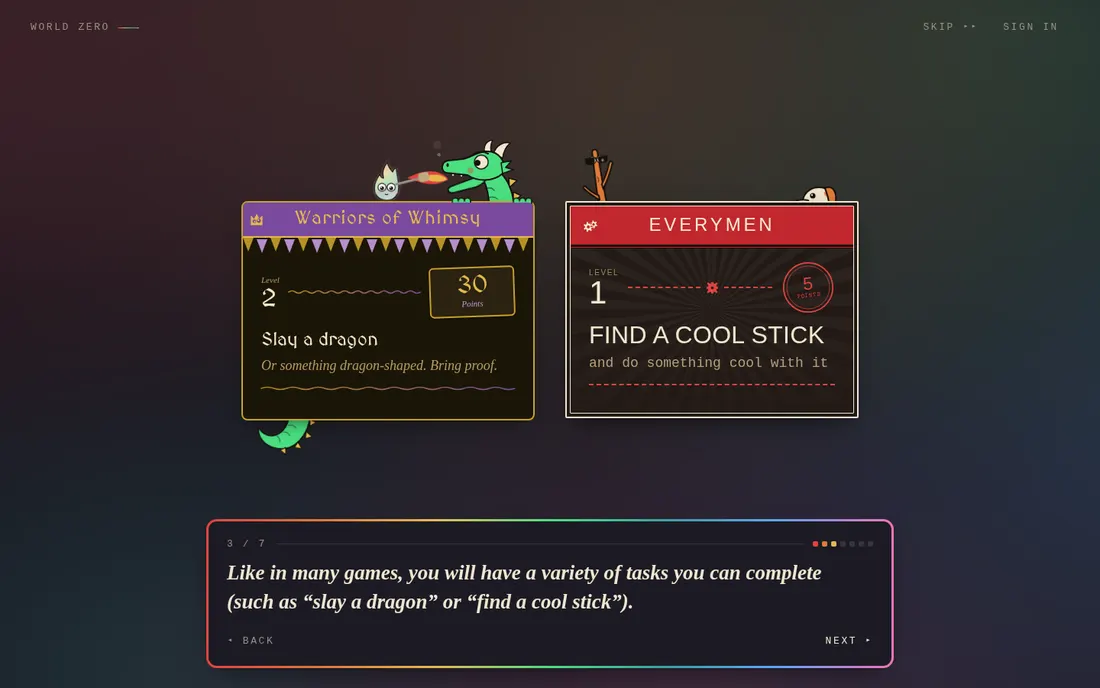 WORLD ZERO
SKIP
SIGN IN
Warriors of Whimsy
Level
2
30
Points
Slay a dragon
Or something dragon-shaped. Bring proof.
EVERYMEN
LEVEL
1
5
POINTS
FIND A COOL STICK
and do something cool with it
3 / 7
Like in many games, you will have a variety of tasks you can complete
(such as “slay a dragon” or “find a cool stick”).
BACK
NEXT